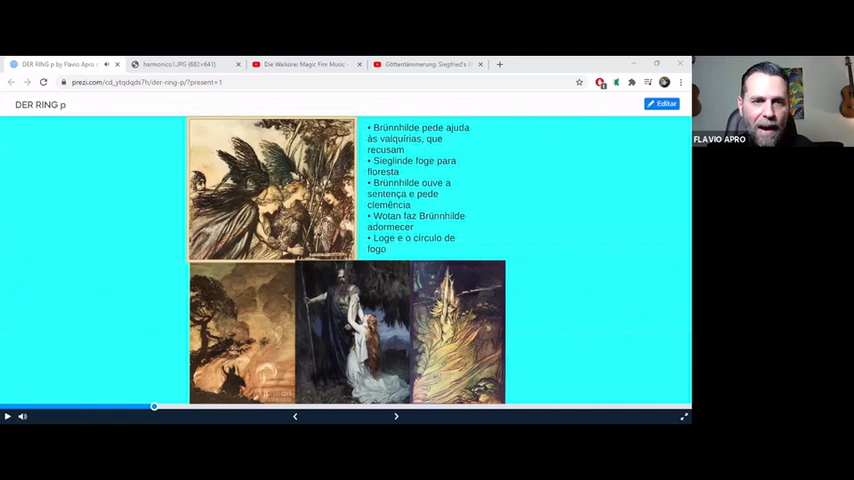 DER RING p by Flavio Apro
harmonico1.JPG (882×641)
Die Walküre: Magic Fire Music -
Götterdämmerung: Siegfried's
prezi.com/cd_ytqdqds7h/der-ring-p/?present=1
DER RING p
Editar
• Brünnhilde pede ajuda
às valquírias, que
recusam
• Sieglinde foge para
floresta
• Brünnhilde ouve a
sentença e pede
clemência
• Wotan faz Brünnhilde
adormecer
• Loge e o círculo de
fogo
FLAVIO APRO